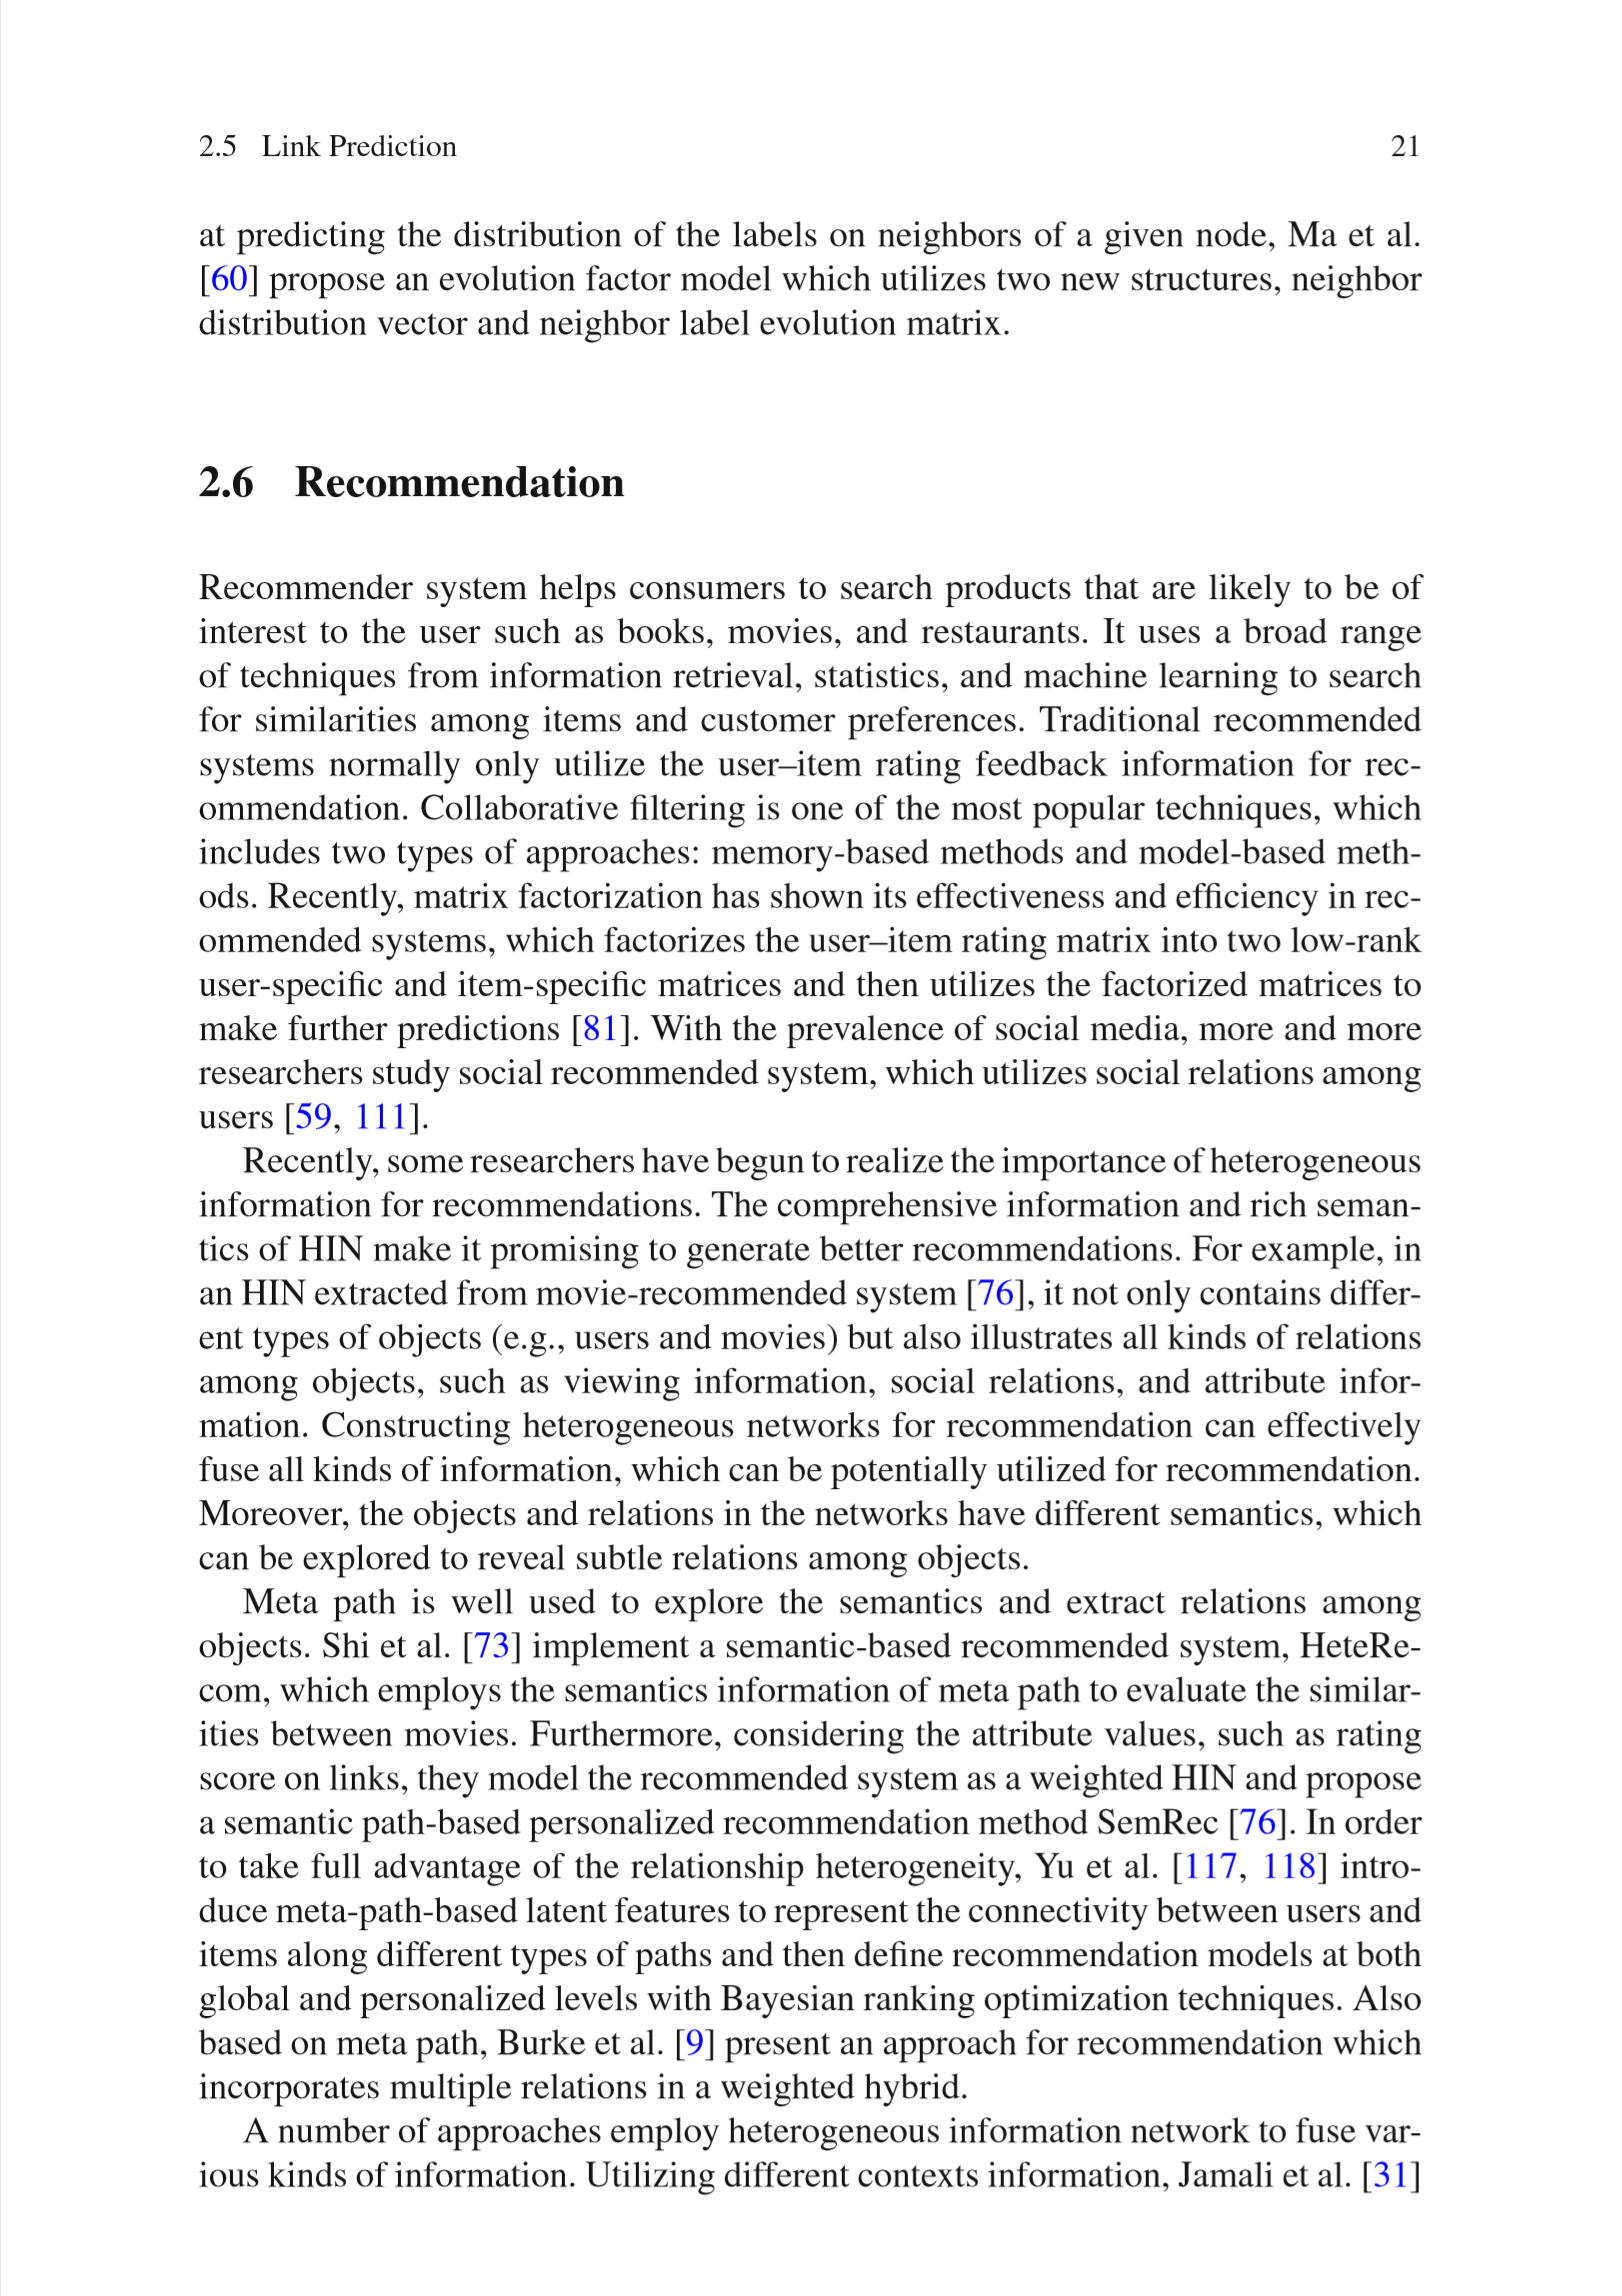 2.5 Link Prediction 21
at predicting the distribution of the labels on neighbors of a given node, Ma et al.
[60] propose an evolution factor model which utilizes two new structures, neighbor
distribution vector and neighbor label evolution matrix.
2.6 Recommendation
Recommender system helps consumers to search products that are likely to be of
interest to the user such as books, movies, and restaurants. It uses a broad range
of techniques from information retrieval, statistics, and machine learning to search
for similarities among items and customer preferences. Traditional recommended
systems normally only utilize the user–item rating feedback information for rec-
ommendation. Collaborative filtering is one of the most popular techniques, which
includes two types of approaches: memory-based methods and model-based meth-
ods. Recently, matrix factorization has shown its effectiveness and efficiency in rec-
ommended systems, which factorizes the user–item rating matrix into two low-rank
user-specific and item-specific matrices and then utilizes the factorized matrices to
make further predictions [81]. With the prevalence of social media, more and more
researchers study social recommended system, which utilizes social relations among
users [59, 111].
Recently, some researchers have begun to realize the importance of heterogeneous
information for recommendations. The comprehensive information and rich seman-
tics of HIN make it promising to generate better recommendations. For example, in
an HIN extracted from movie-recommended system [76], it not only contains differ-
ent types of objects (e.g., users and movies) but also illustrates all kinds of relations
among objects, such as viewing information, social relations, and attribute infor-
mation. Constructing heterogeneous networks for recommendation can effectively
fuse all kinds of information, which can be potentially utilized for recommendation.
Moreover, the objects and relations in the networks have different semantics, which
can be explored to reveal subtle relations among objects.
Meta path is well used to explore the semantics and extract relations among
objects. Shi et al. [73] implement a semantic-based recommended system, HeteRe-
com, which employs the semantics information of meta path to evaluate the similar-
ities between movies. Furthermore, considering the attribute values, such as rating
score on links, they model the recommended system as a weighted HIN and propose
a semantic path-based personalized recommendation method SemRec [76]. In order
to take full advantage of the relationship heterogeneity, Yu et al. [117, 118] intro-
duce meta-path-based latent features to represent the connectivity between users and
items along different types of paths and then define recommendation models at both
global and personalized levels with Bayesian ranking optimization techniques. Also
based on meta path, Burke et al. [9] present an approach for recommendation which
incorporates multiple relations in a weighted hybrid.
A number of approaches employ heterogeneous information network to fuse var-
ious kinds of information. Utilizing different contexts information, Jamali et al. [31]